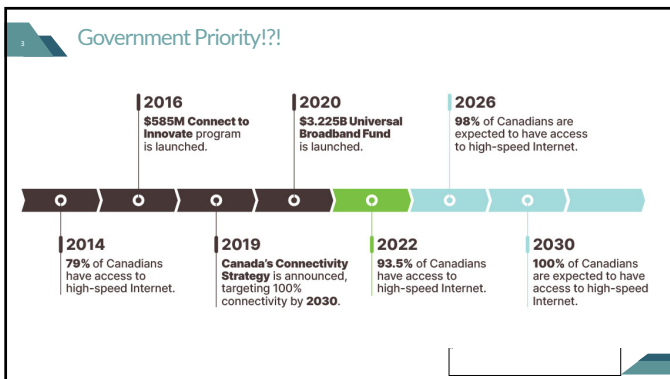 3
Government Priority!?!
2016
$585M Connect to
Innovate program
is launched.
2020
$3.225B Universal
Broadband Fund
is launched.
2026
98% of Canadians are
expected to have access
to high-speed Internet.
2014
79% of Canadians
have access to
high-speed Internet.
2019
Canada's Connectivity
Strategy is announced,
targeting 100%
connectivity by 2030.
2022
93.5% of Canadians
have access to
high-speed Internet.
2030
100% of Canadians
are expected to have
access to high-speed
Internet.